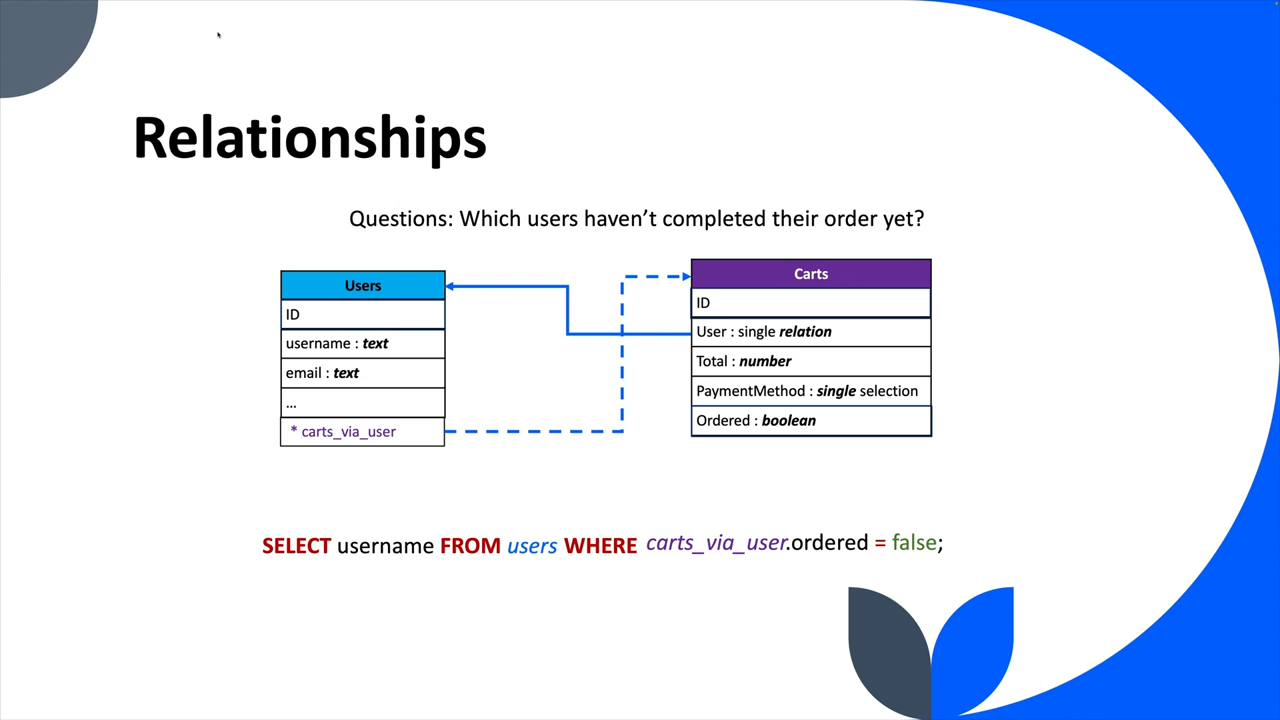 Relationships
Questions: Which users haven’t completed their order yet?
Users
ID
username : text
email : text
...
* carts_via_user
Carts
ID
User : single relation
Total : number
PaymentMethod : single selection
Ordered : boolean
SELECT username FROM users WHERE carts_via_user.ordered = false;